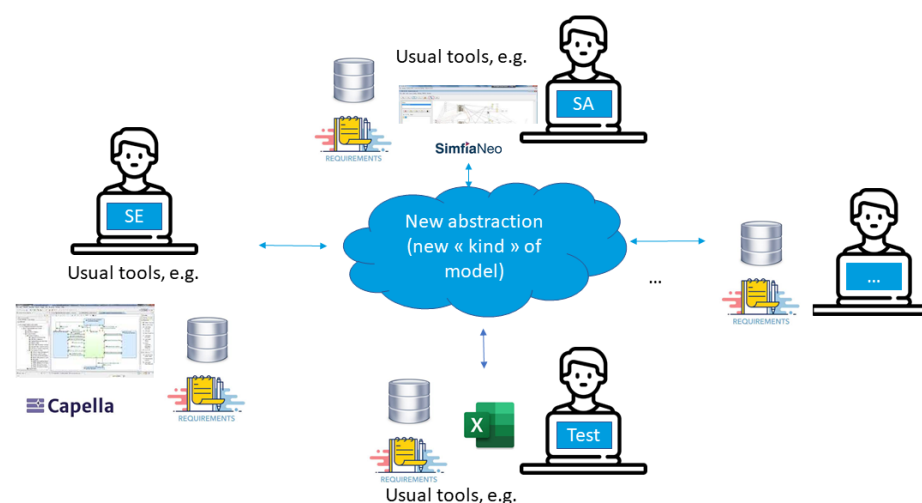 Usual tools, e.g.
SA
REQUIREMENTS
SimfiaNeo
SE
Usual tools, e.g.
New abstraction
(new « kind » of
model)
...
...
REQUIREMENTS
Capella
REQUIREMENTS
REQUIREMENTS
X
Test
Usual tools, e.g.